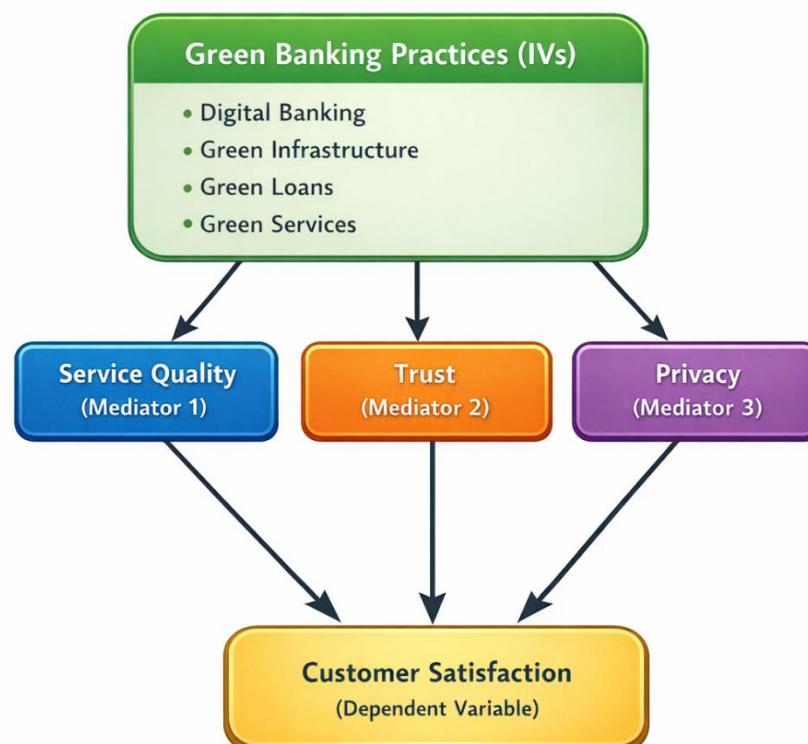 Green Banking Practices (IVs)
• Digital Banking
• Green Infrastructure
• Green Loans
• Green Services
Service Quality
(Mediator 1)
Trust
(Mediator 2)
Privacy
(Mediator 3)
Customer Satisfaction
(Dependent Variable)